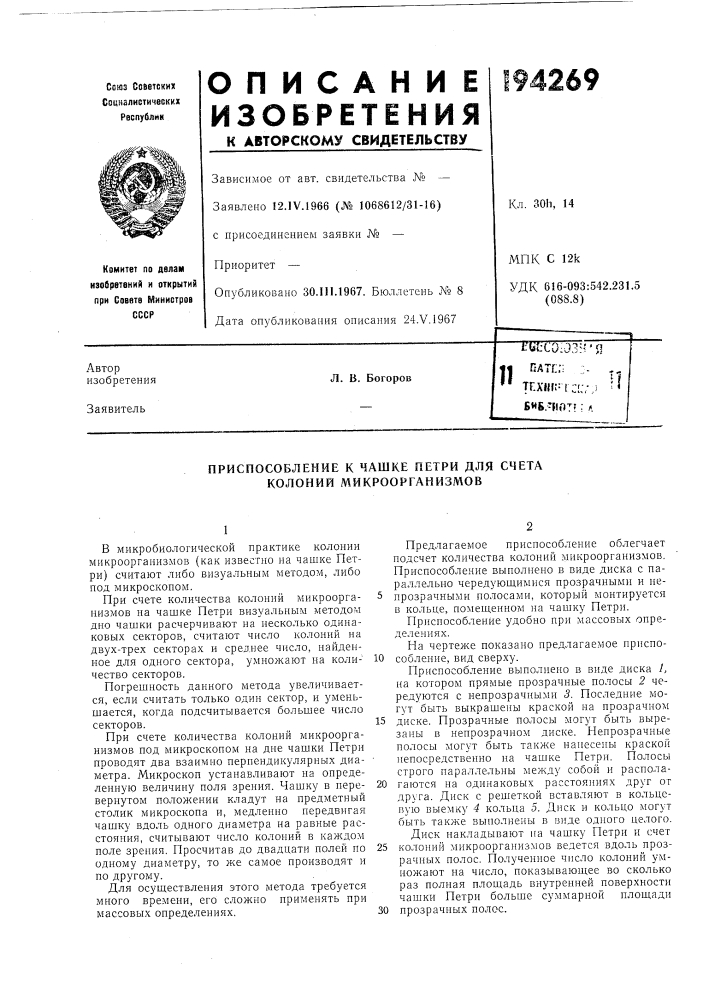 Союз Советских
Социалистических
Республик
Комитет по делам
изобретений и открытий
при Совете Министров
СССР
ОПИСАНИЕ
ИЗОБРЕТЕНИЯ
К АВТОРСКОМУ СВИДЕТЕЛЬСТВУ
194269
Зависимое от авт. свидетельства № —
Заявлено 12.IV.1966 (№ 1068612/31-16)
с присоединением заявки № —
Приоритет —
Опубликовано 30.III.1967. Бюллетень № 8
Дата опубликования описания 24.V.1967
Кл. 30h, 14
МПК C 12k
УДК 616-093:542.231.5
(088.8)
Автор
изобретения
Л. В. Богоров
Заявитель
—
11
11
ПРИСПОСОБЛЕНИЕ К ЧАШКЕ ПЕТРИ ДЛЯ СЧЕТА
КОЛОНИЙ МИКРООРГАНИЗМОВ
1
В микробиологической практике колонии
микроорганизмов (как известно на чашке Пет-
ри) считают либо визуальным методом, либо
под микроскопом.
При счете количества колоний микроорга-
низмов на чашке Петри визуальным методом
дно чашки расчерчивают на несколько одина-
ковых секторов, считают число колоний на
двух-трех секторах и среднее число, найден-
ное для одного сектора, умножают на коли-
чество секторов.
Погрешность данного метода увеличивает-
ся, если считать только один сектор, и умень-
шается, когда подсчитывается большее число
секторов.
При счете количества колоний микроорга-
низмов под микроскопом на дне чашки Петри
проводят два взаимно перпендикулярных диа-
метра. Микроскоп устанавливают на опреде-
ленную величину поля зрения. Чашку в пере-
вернутом положении кладут на предметный
столик микроскопа и, медленно передвигая
чашку вдоль одного диаметра на равные рас-
стояния, считывают число колоний в каждом
поле зрения. Просчитав до двадцати полей по
одному диаметру, то же самое производят и
по другому.
Для осуществления этого метода требуется
много времени, его сложно применять при
массовых определениях.
2
Предлагаемое приспособление облегчает
подсчет количества колоний микроорганизмов.
Приспособление выполнено в виде диска с па-
раллельно чередующимися прозрачными и не-
5 прозрачными полосами, который монтируется
в кольце, помещенном на чашку Петри.
Приспособление удобно при массовых опре-
делениях.
На чертеже показано предлагаемое приспо-
10 собление, вид сверху.
Приспособление выполнено в виде диска 1,
на котором прямые прозрачные полосы 2 че-
редуются с непрозрачными 3. Последние мо-
гут быть выкрашены краской на прозрачном
15 диске. Прозрачные полосы могут быть выре-
заны в непрозрачном диске. Непрозрачные
полосы могут быть также нанесены краской
непосредственно на чашке Петри. Полосы
строго параллельны между собой и распола-
20 гаются на одинаковых расстояниях друг от
друга. Диск с решеткой вставляют в кольце-
вую выемку 4 кольца 5. Диск и кольцо могут
быть также выполнены в виде одного целого.
Диск накладывают на чашку Петри и счет
25 колоний микроорганизмов ведется вдоль проз-
рачных полос. Полученное число колоний ум-
ножают на число, показывающее во сколько
раз полная площадь внутренней поверхности
чашки Петри больше суммарной площади
30 прозрачных полос.